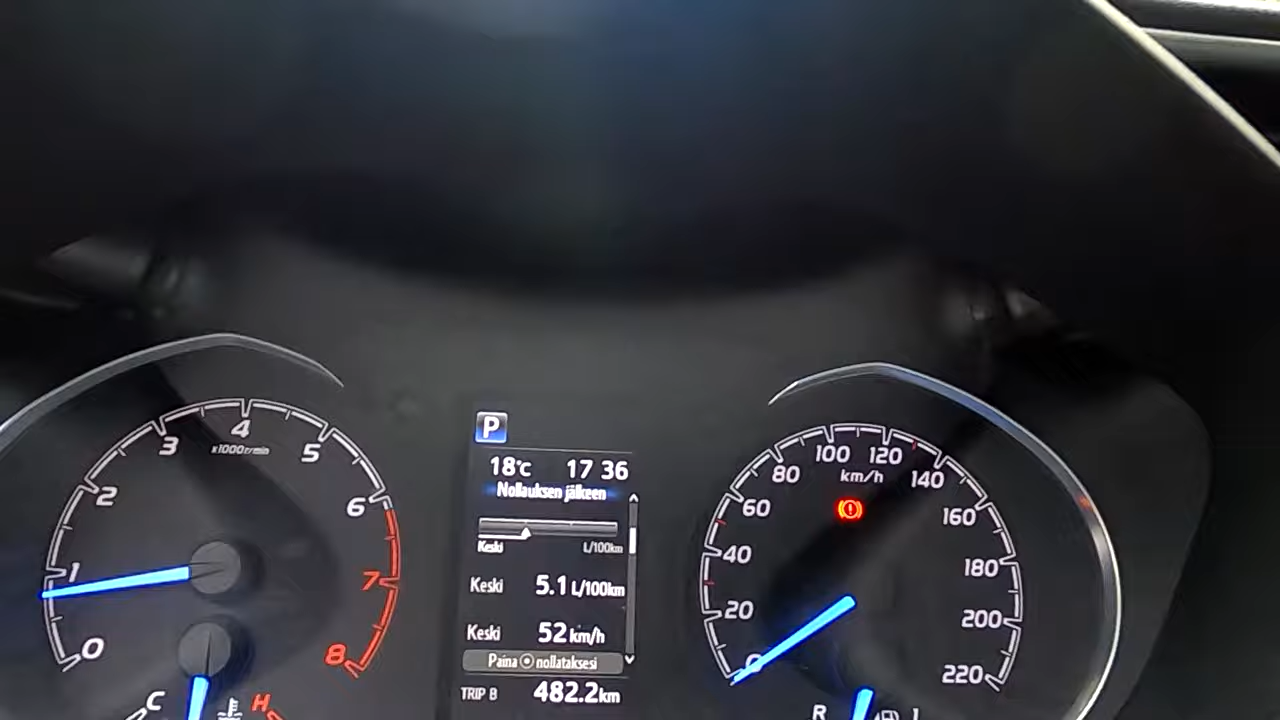 P
18°C 17 36
Nollauksen jälkeen
Keski L/100km
Keski 5.1 L/100km
Keski 52 km/h
Paina nollataksesi
TRIP B 482.2km
0 1 2 3 4 5 6 7 8
x1000r/min
C H
0 20 40 60 80 100 120 140 160 180 200 220
km/h
R 1